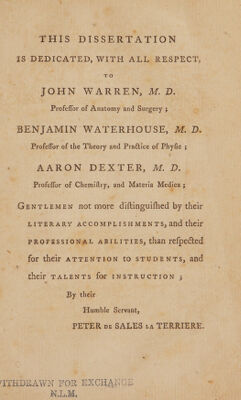 THIS DISSERTATION
IS DEDICATED, WITH ALL RESPECT,
TO
JOHN WARREN, M. D.
Profeſſor of Anatomy and Surgery ;
BENJAMIN WATERHOUSE, M. D.
Profeſſor of the Theory and Practice of Phyſic ;
AARON DEXTER, M. D.
Profeſſor of Chemiſtry, and Materia Medica ;
GENTLEMEN not more diſtinguiſhed by their
LITERARY ACCOMPLISHMENTS, and their
PROFESSIONAL ABILITIES, than reſpected
for their ATTENTION to STUDENTS, and
their TALENTS for INSTRUCTION ;
By their
Humble Servant,
PETER DE SALES LA TERRIERE.
WITHDRAWN FOR EXCHANGE
N.L.M.